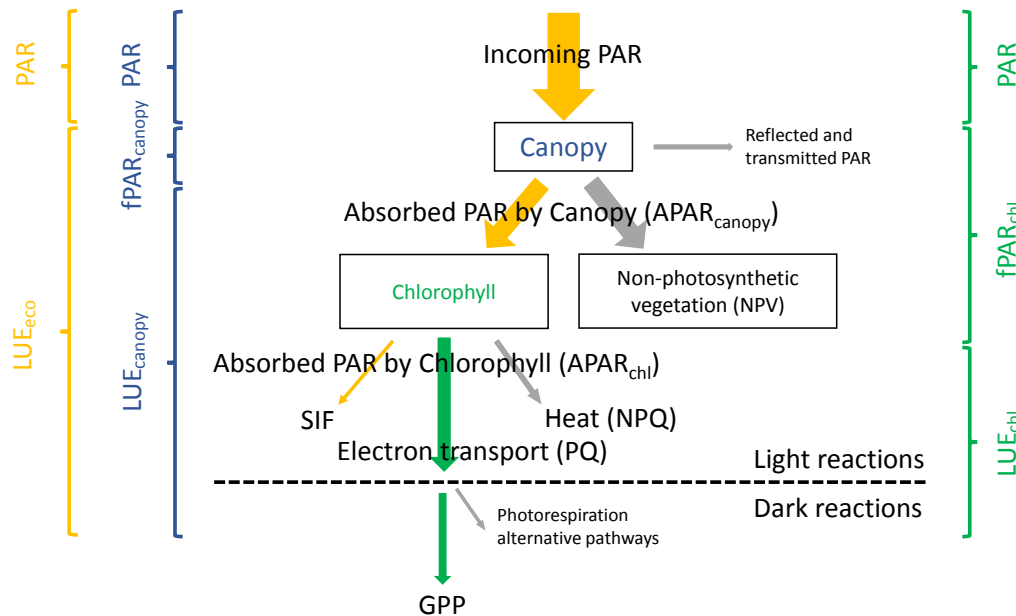 PAR
LUEeco
PAR
fPARcanopy
LUEcanopy
Incoming PAR
Canopy
Reflected and
transmitted PAR
Absorbed PAR by Canopy (APARcanopy)
Chlorophyll
Non-photosynthetic
vegetation (NPV)
Absorbed PAR by Chlorophyll (APARchl)
SIF
Heat (NPQ)
Electron transport (PQ)
Light reactions
Dark reactions
Photorespiration
alternative pathways
GPP
PAR
fPARchl
LUEchl